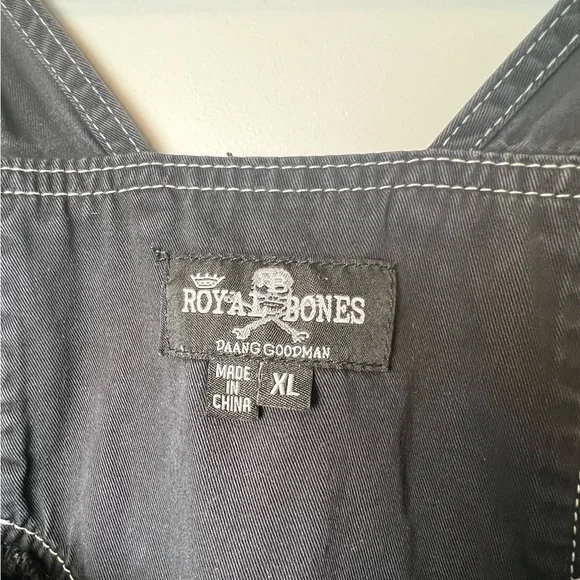 ROYAL BONES
DAANG GOODMAN
MADE
IN
CHINA
XL